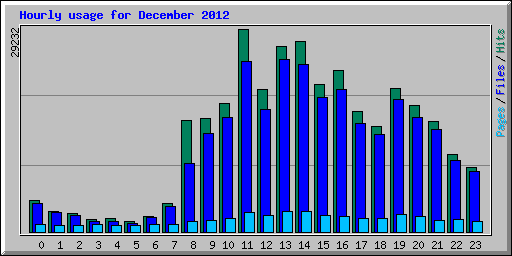 Hourly usage for December 2012
29232
Pages / Files / Hits
0 1 2 3 4 5 6 7 8 9 10 11 12 13 14 15 16 17 18 19 20 21 22 23